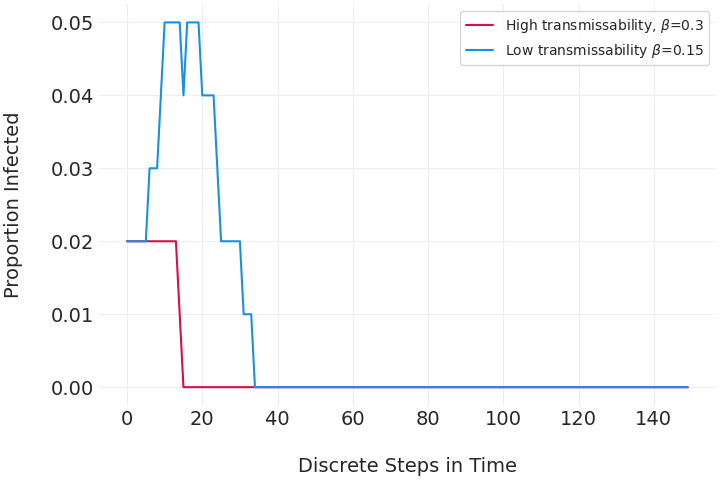 High transmissability, β=0.3
Low transmissability β=0.15
Proportion Infected
0.05
0.04
0.03
0.02
0.01
0.00
0 20 40 60 80 100 120 140
Discrete Steps in Time